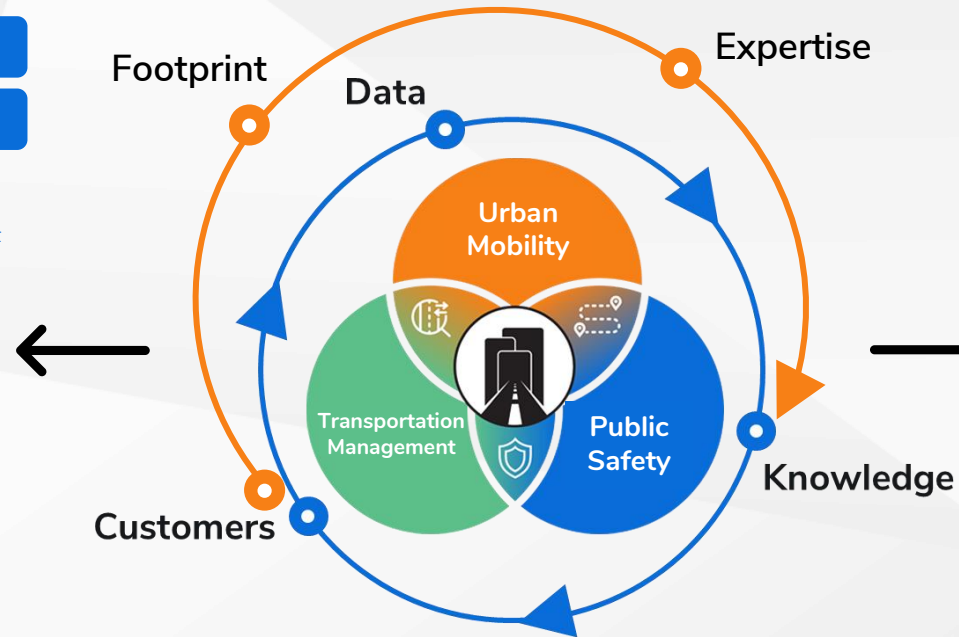 Expertise
Footprint
Data
Urban
Mobility
Transportation
Management
Public
Safety
Knowledge
Customers